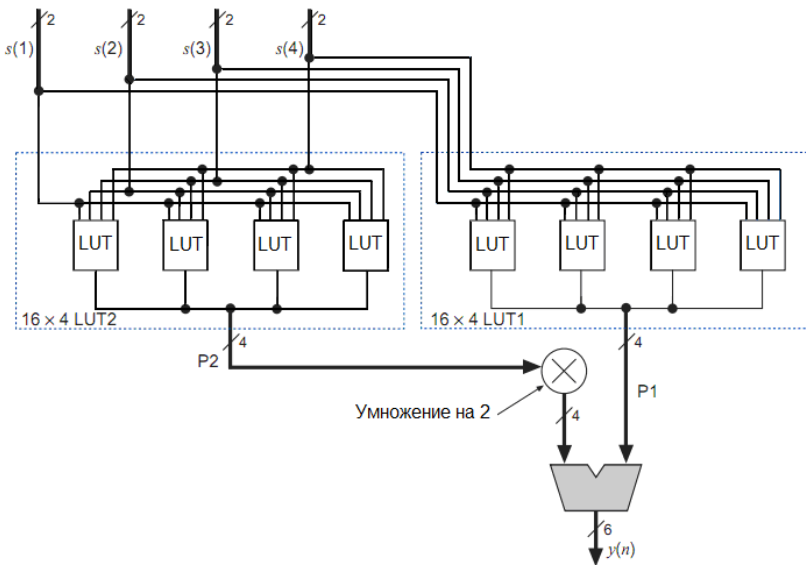 2 2 2 2
s(1) s(2) s(3) s(4)
LUT LUT LUT LUT LUT LUT LUT LUT
16 × 4 LUT2
16 × 4 LUT1
4
4
P2
P1
Умножение на 2
4
6
y(n)